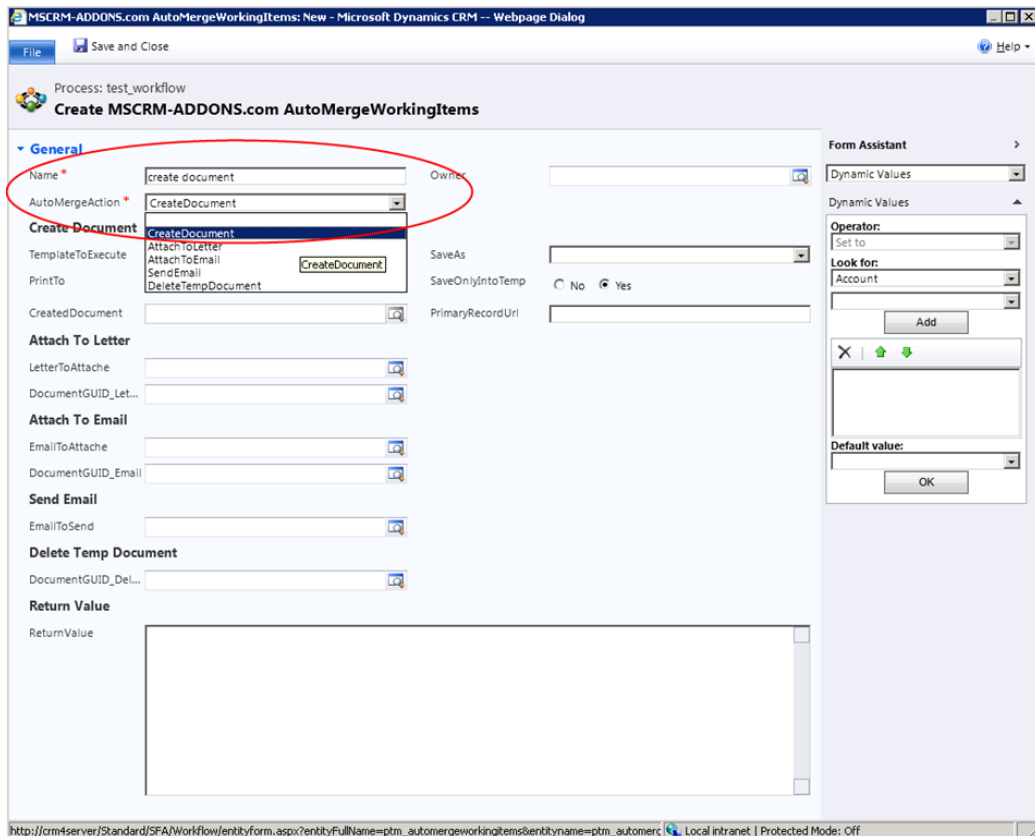 MSCRM-ADDONS.com AutoMergeWorkingItems: New - Microsoft Dynamics CRM -- Webpage Dialog
File
Save and Close
Help
Process: test_workflow
Create MSCRM-ADDONS.com AutoMergeWorkingItems
General
Name *
create document
Owner
AutoMergeAction *
CreateDocument
Create Document
CreateDocument
AttachToLetter
AttachToEmail
SendEmail
DeleteTempDocument
CreateDocument
TemplateToExecute
SaveAs
PrintTo
SaveOnlyIntoTemp
No
Yes
CreatedDocument
PrimaryRecordUrl
Attach To Letter
LetterToAttache
DocumentGUID_Let...
Attach To Email
EmailToAttache
DocumentGUID_Email
Send Email
EmailToSend
Delete Temp Document
DocumentGUID_Del...
Return Value
ReturnValue
Form Assistant
Dynamic Values
Dynamic Values
Operator:
Set to
Look for:
Account
Add
Default value:
OK
http://crm4server/Standard/SFA/Workflow/entityform.aspx?entityFullName=ptm_automergeworkingitems&entityname=ptm_automerc
Local intranet | Protected Mode: Off